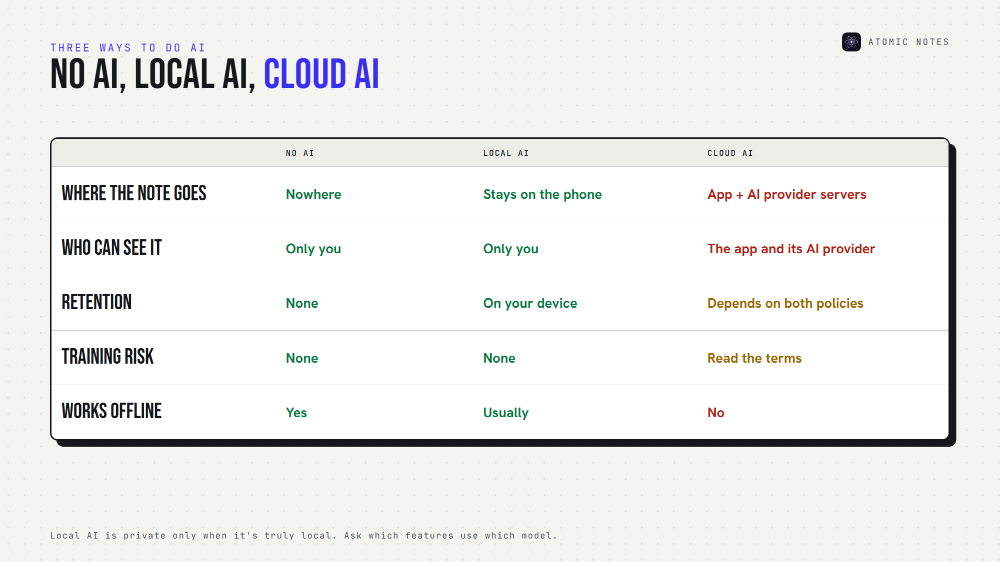 THREE WAYS TO DO AI
NO AI, LOCAL AI, CLOUD AI
ATOMIC NOTES
NO AI LOCAL AI CLOUD AI
WHERE THE NOTE GOES Nowhere Stays on the phone App + AI provider servers
WHO CAN SEE IT Only you Only you The app and its AI provider
RETENTION None On your device Depends on both policies
TRAINING RISK None None Read the terms
WORKS OFFLINE Yes Usually No
Local AI is private only when it's truly local. Ask which features use which model.